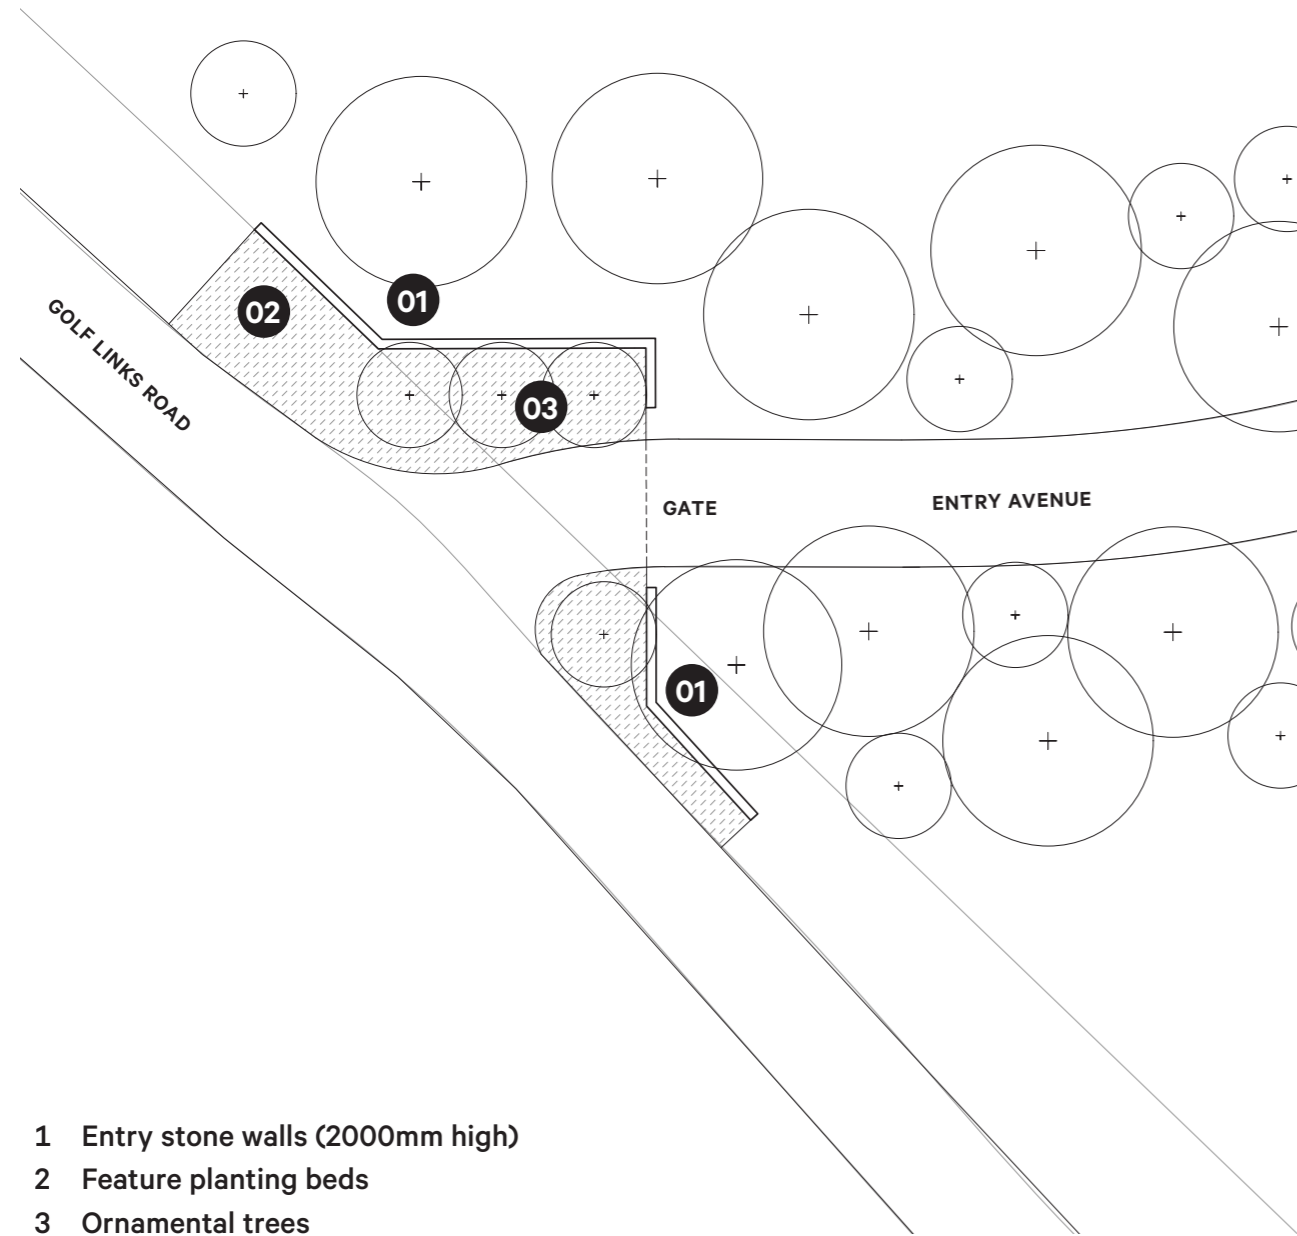 01
02
03
GOLF LINKS ROAD
GATE
ENTRY AVENUE
01
1 Entry stone walls (2000mm high)
2 Feature planting beds
3 Ornamental trees